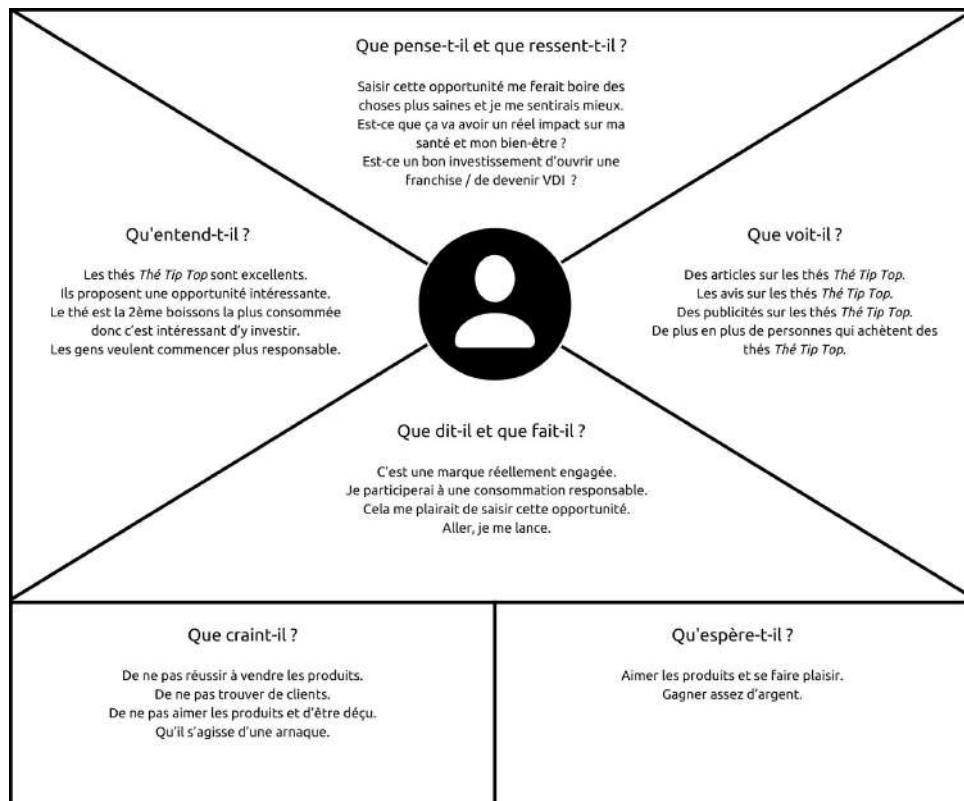 Que pense-t-il et que ressent-t-il ?
Saisir cette opportunité me ferait boire des
choses plus saines et je me sentirais mieux.
Est-ce que ça va avoir un réel impact sur ma
santé et mon bien-être ?
Est-ce un bon investissement d'ouvrir une
franchise / de devenir VDI ?
Qu'entend-t-il ?
Les thés Thé Tip Top sont excellents.
Ils proposent une opportunité intéressante.
Le thé est la 2ème boissons la plus consommée
donc c'est intéressant d'y investir.
Les gens veulent commencer plus responsable.
Que voit-il ?
Des articles sur les thés Thé Tip Top.
Les avis sur les thés Thé Tip Top.
Des publicités sur les thés Thé Tip Top.
De plus en plus de personnes qui achètent des
thés Thé Tip Top.
Que dit-il et que fait-il ?
C'est une marque réellement engagée.
Je participerai à une consommation responsable.
Cela me plairait de saisir cette opportunité.
Aller, je me lance.
Que craint-il ?
De ne pas réussir à vendre les produits.
De ne pas trouver de clients.
De ne pas aimer les produits et d'être déçu.
Qu'il s'agisse d'une arnaque.
Qu'espère-t-il ?
Aimer les produits et se faire plaisir.
Gagner assez d'argent.